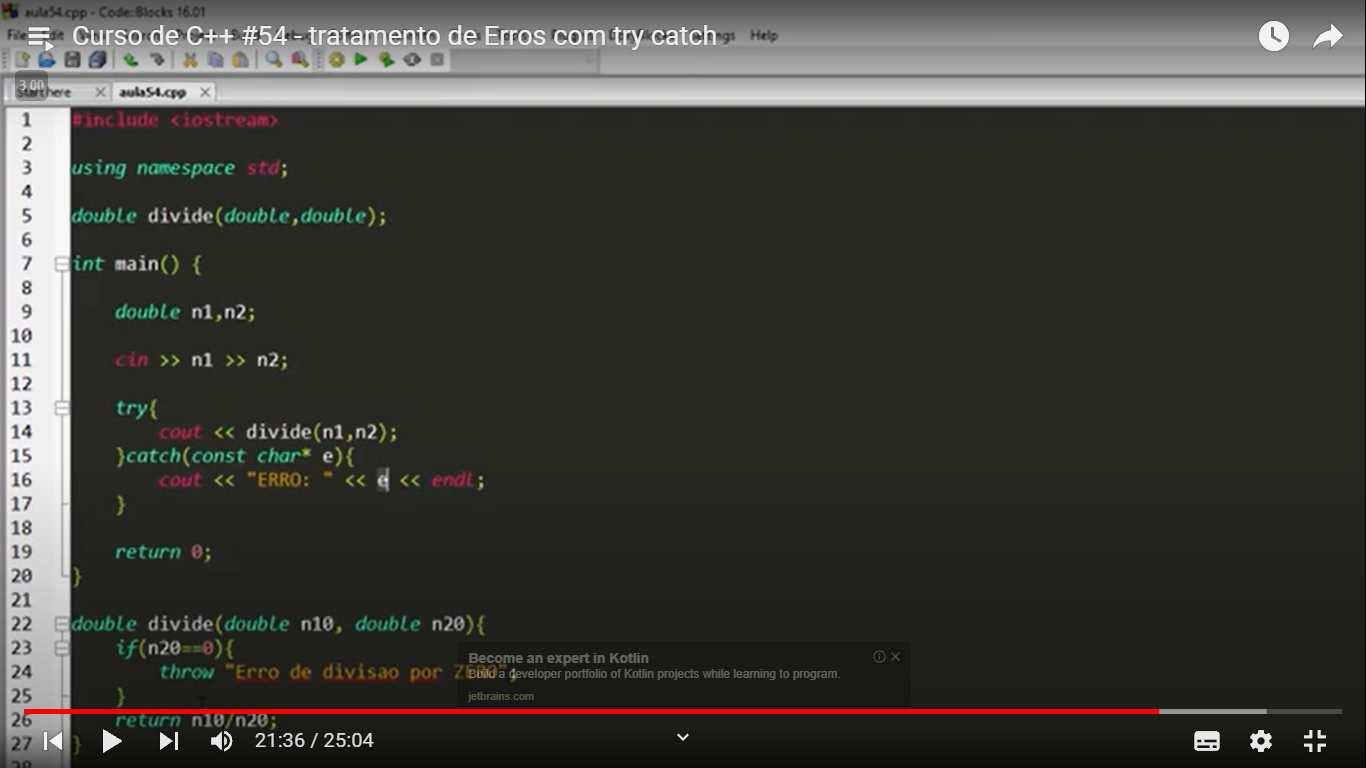 aula54.cpp - Code::Blocks 16.01
Curso de C++ #54 - tratamento de Erros com try catch
Help
3.00
Start here
aula54.cpp
1 #include <iostream>
2
3 using namespace std;
4
5 double divide(double,double);
6
7 int main() {
8
9 double n1,n2;
10
11 cin >> n1 >> n2;
12
13 try{
14 cout << divide(n1,n2);
15 }catch(const char* e){
16 cout << "ERRO: " << e << endl;
17 }
18
19 return 0;
20 }
21
22 double divide(double n10, double n20){
23 if(n20==0){
24 throw "Erro de divisao por ZERO";
25 }
26 return n10/n20;
27 }
28
Become an expert in Kotlin
Build a developer portfolio of Kotlin projects while learning to program.
jetbrains.com
21:36 / 25:04